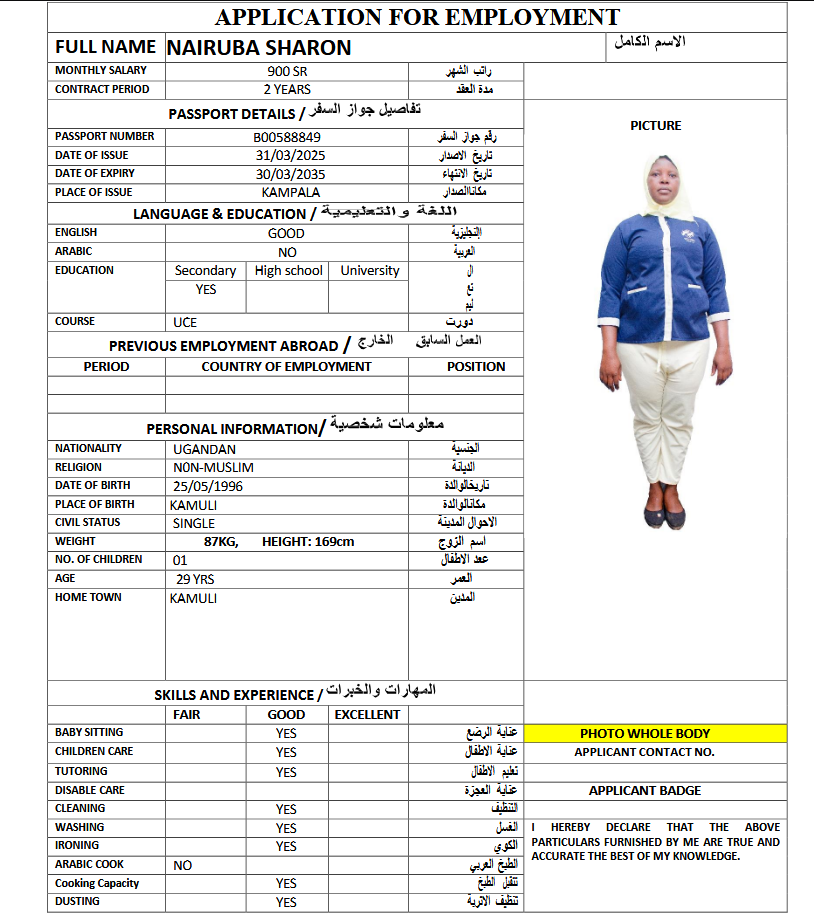 APPLICATION FOR EMPLOYMENT
FULL NAME NAIRUBA SHARON الاسم الكامل
MONTHLY SALARY 900 SR راتب الشهر
CONTRACT PERIOD 2 YEARS مدة العقد
PASSPORT DETAILS / تفاصيل جواز السفر
PICTURE
PASSPORT NUMBER B00588849 رقم جواز السفر
DATE OF ISSUE 31/03/2025 تاريخ الاصدار
DATE OF EXPIRY 30/03/2035 تاريخ الانتهاء
PLACE OF ISSUE KAMPALA مكاناالصدار
LANGUAGE & EDUCATION / اللغة والتعليمية
ENGLISH GOOD
ARABIC NO العربية
EDUCATION Secondary High school University ال
YES تع
ليم
COURSE UCE دورت
PREVIOUS EMPLOYMENT ABROAD / العمل السابق الخارج
PERIOD COUNTRY OF EMPLOYMENT POSITION
PERSONAL INFORMATION/ معلومات شخصية
NATIONALITY UGANDAN الجنسية
RELIGION N0N-MUSLIM الديانة
DATE OF BIRTH 25/05/1996 تاريخالوالدة
PLACE OF BIRTH KAMULI مكانالوالدة
CIVIL STATUS SINGLE الاحوال المدينة
WEIGHT 87KG, HEIGHT: 169cm اسم الزوج
NO. OF CHILDREN 01 عدد الاطفال
AGE 29 YRS العمر
HOME TOWN KAMULI المدين
SKILLS AND EXPERIENCE / المهارات والخبرات
FAIR GOOD EXCELLENT
BABY SITTING YES عناية الرضع
PHOTO WHOLE BODY
CHILDREN CARE YES عناية الاطفال
APPLICANT CONTACT NO.
TUTORING YES تعليم الاطفال
DISABLE CARE عناية العجزة
APPLICANT BADGE
CLEANING YES التنظيف
WASHING YES الغسل
IRONING YES الكوي
ARABIC COOK NO الطبخ العربي
Cooking Capacity YES تتقبل الطبخ
DUSTING YES تنظيف الاتربة
I HEREBY DECLARE THAT THE ABOVE
PARTICULARS FURNISHED BY ME ARE TRUE AND
ACCURATE THE BEST OF MY KNOWLEDGE.